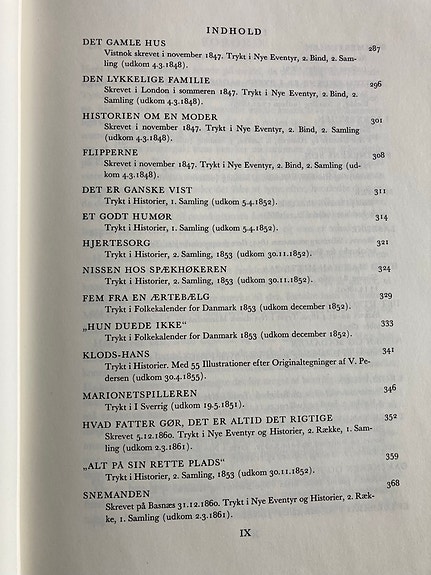 INDHOLD
DET GAMLE HUS 287
Vistnok skrevet i november 1847. Trykt i Nye Eventyr, 2. Bind, 2. Sam-
ling (udkom 4.3.1848).
DEN LYKKELIGE FAMILIE 296
Skrevet i London i sommeren 1847. Trykt i Nye Eventyr, 2. Bind, 2.
Samling (udkom 4.3.1848).
HISTORIEN OM EN MODER 301
Skrevet i november 1847. Trykt i Nye Eventyr, 2. Bind, 2. Samling
(udkom 4.3.1848).
FLIPPERNE 308
Skrevet i november 1847. Trykt i Nye Eventyr, 2. Bind, 2. Samling (ud-
kom 4.3.1848).
DET ER GANSKE VIST 311
Trykt i Historier, 1. Samling (udkom 5.4.1852).
ET GODT HUMØR 314
Trykt i Historier, 1. Samling (udkom 5.4.1852).
HJERTESORG 321
Trykt i Historier, 2. Samling, 1853 (udkom 30.11.1852).
NISSEN HOS SPÆKHØKEREN 324
Trykt i Historier, 2. Samling, 1853 (udkom 30.11.1852).
FEM FRA EN ÆRTEBÆLG 329
Trykt i Folkekalender for Danmark 1853 (udkom december 1852).
„HUN DUEDE IKKE“ 333
Trykt i Folkekalender for Danmark 1853 (udkom december 1852).
KLODS-HANS 341
Trykt i Historier. Med 55 Illustrationer efter Originaltegninger af V. Pe-
dersen (udkom 30.4.1855).
MARIONETSPILLEREN 346
Trykt i I Sverrig (udkom 19.5.1851).
HVAD FATTER GØR, DET ER ALTID DET RIGTIGE 352
Skrevet 5.12.1860. Trykt i Nye Eventyr og Historier, 2. Række, 1. Sam-
ling (udkom 2.3.1861).
„ALT PÅ SIN RETTE PLADS“ 359
Trykt i Historier, 2. Samling, 1853 (udkom 30.11.1852).
SNEMANDEN 368
Skrevet på Basnæs 31.12.1860. Trykt i Nye Eventyr og Historier, 2. Ræk-
ke, 1. Samling (udkom 2.3.1861).
IX